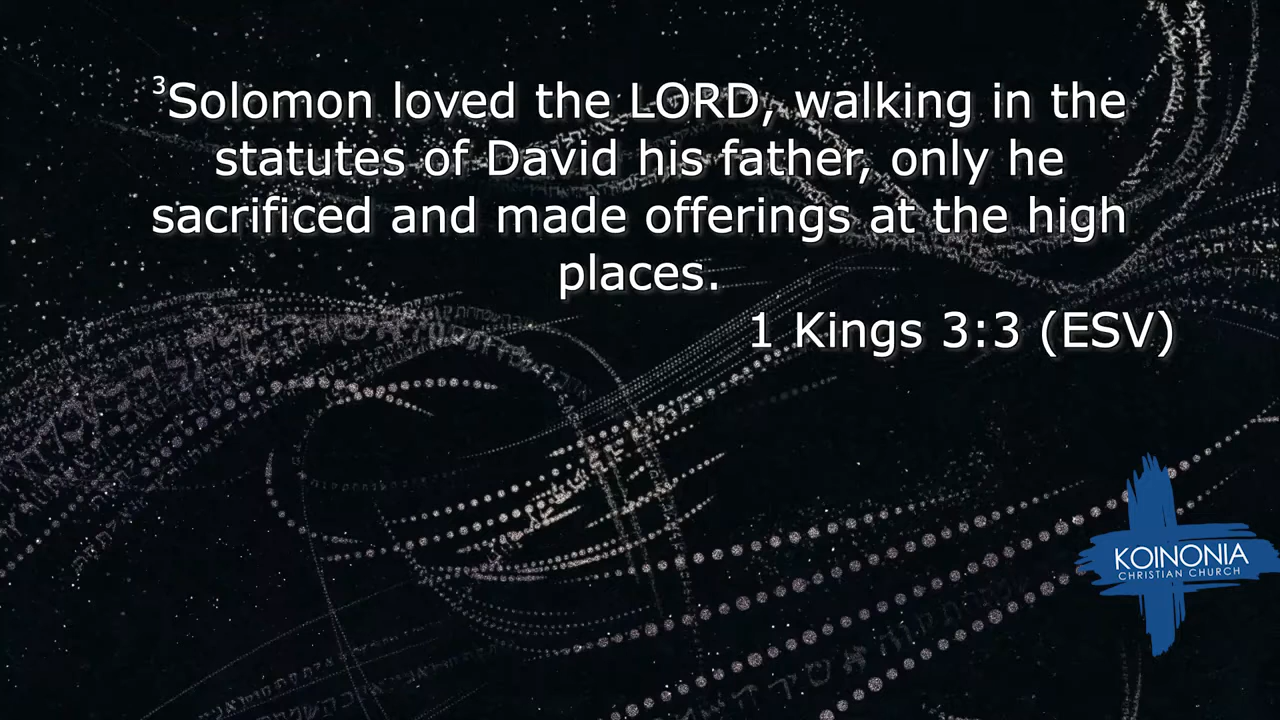 ³Solomon loved the LORD, walking in the
statutes of David his father, only he
sacrificed and made offerings at the high
places.
1 Kings 3:3 (ESV)
KOINONIA
CHRISTIAN CHURCH